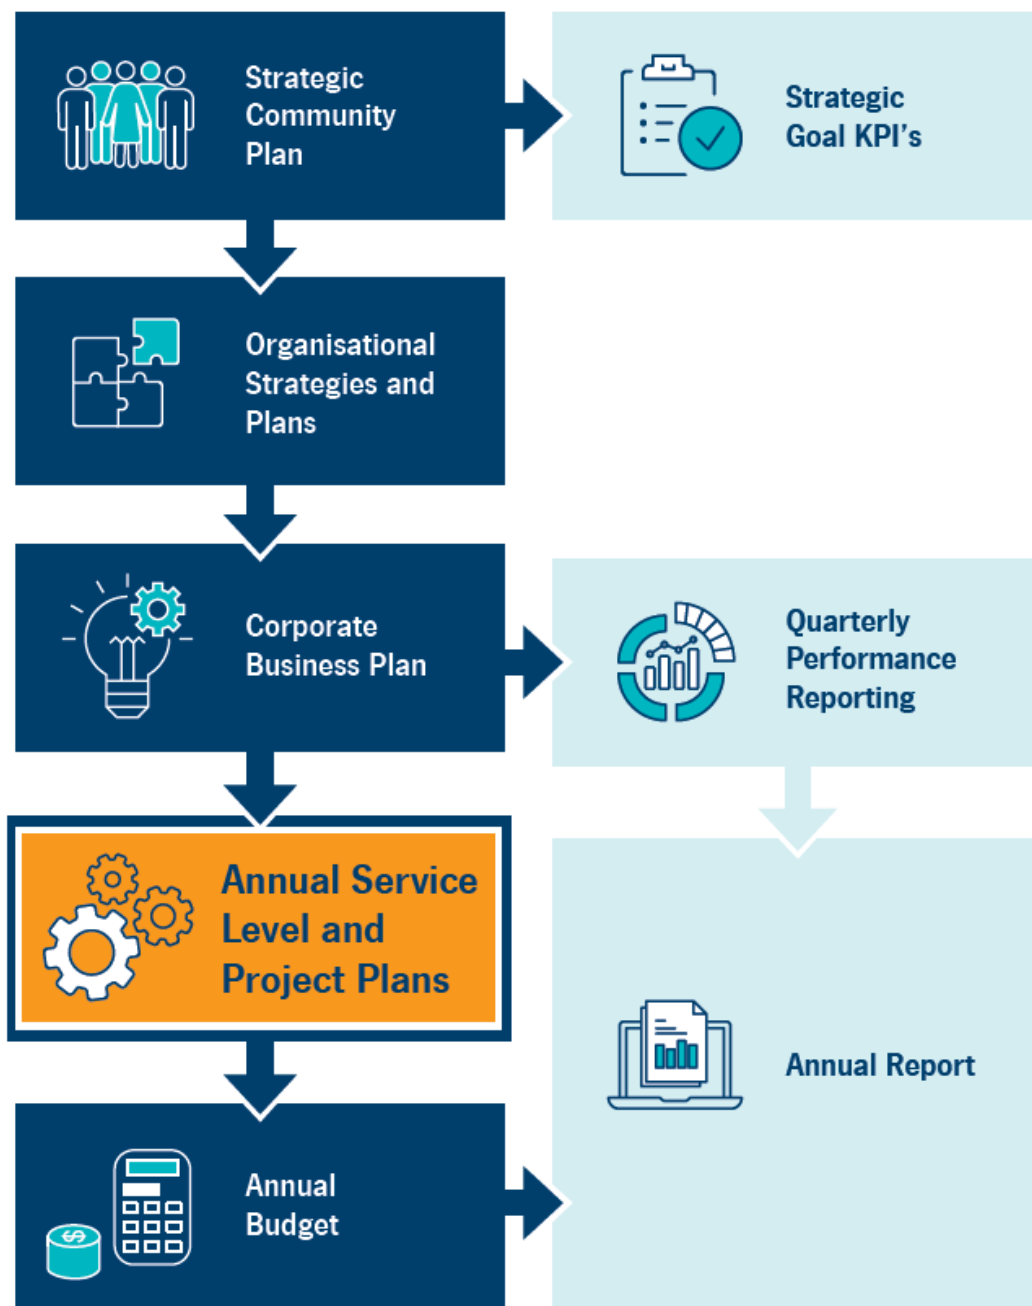 Strategic
Community
Plan
Strategic
Goal KPI's
Organisational
Strategies and
Plans
Corporate
Business Plan
Quarterly
Performance
Reporting
Annual Service
Level and
Project Plans
Annual Report
Annual
Budget
$